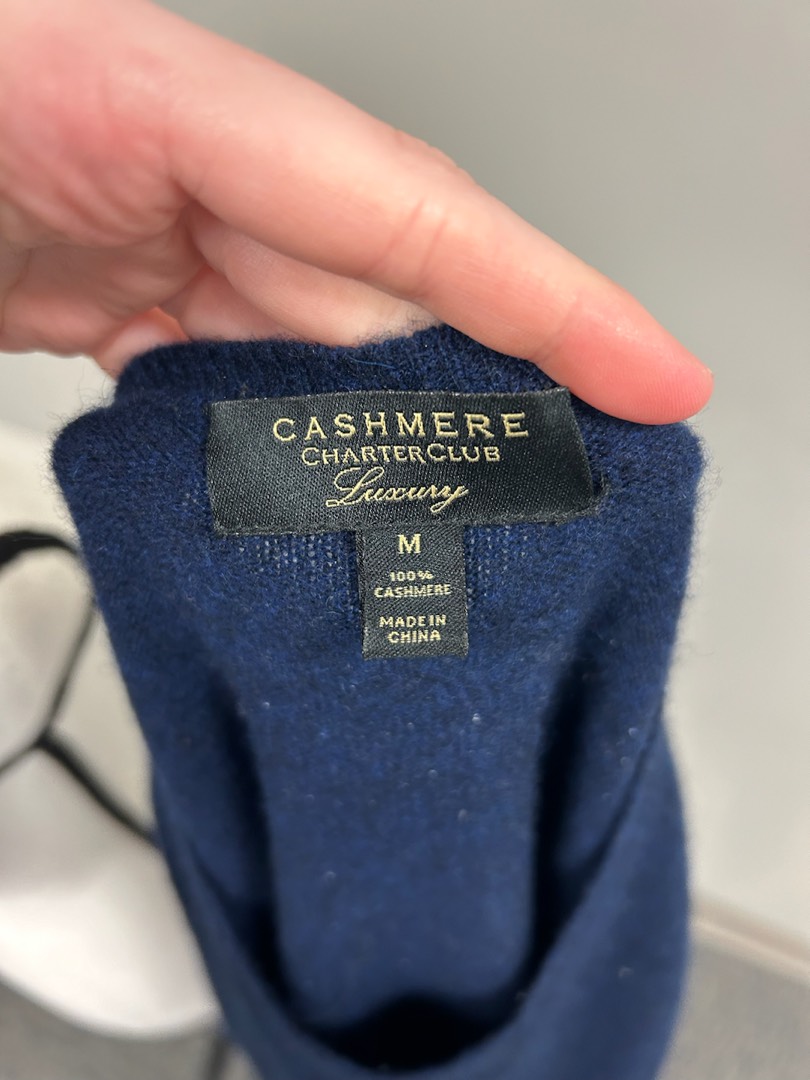 CASHMERE
CHARTERCLUB
Luxury
M
100%
CASHMERE
MADE IN
CHINA